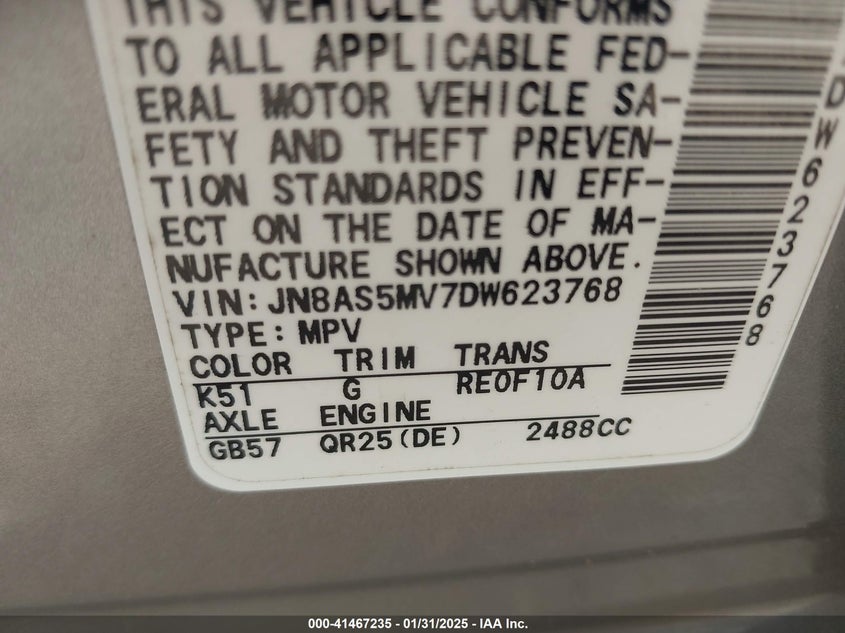 THIS VEHICLE CONFORMS
TO ALL APPLICABLE FED-
ERAL MOTOR VEHICLE SA-
FETY AND THEFT PREVEN-
TION STANDARDS IN EFF-
ECT ON THE DATE OF MA-
NUFACTURE SHOWN ABOVE.
VIN:JN8AS5MV7DW623768
TYPE:MPV
COLOR TRIM TRANS
K51 G RE0F10A
AXLE ENGINE
GB57 QR25(DE) 2488CC
DW623768
000-41467235 - 01/31/2025 - IAA Inc.